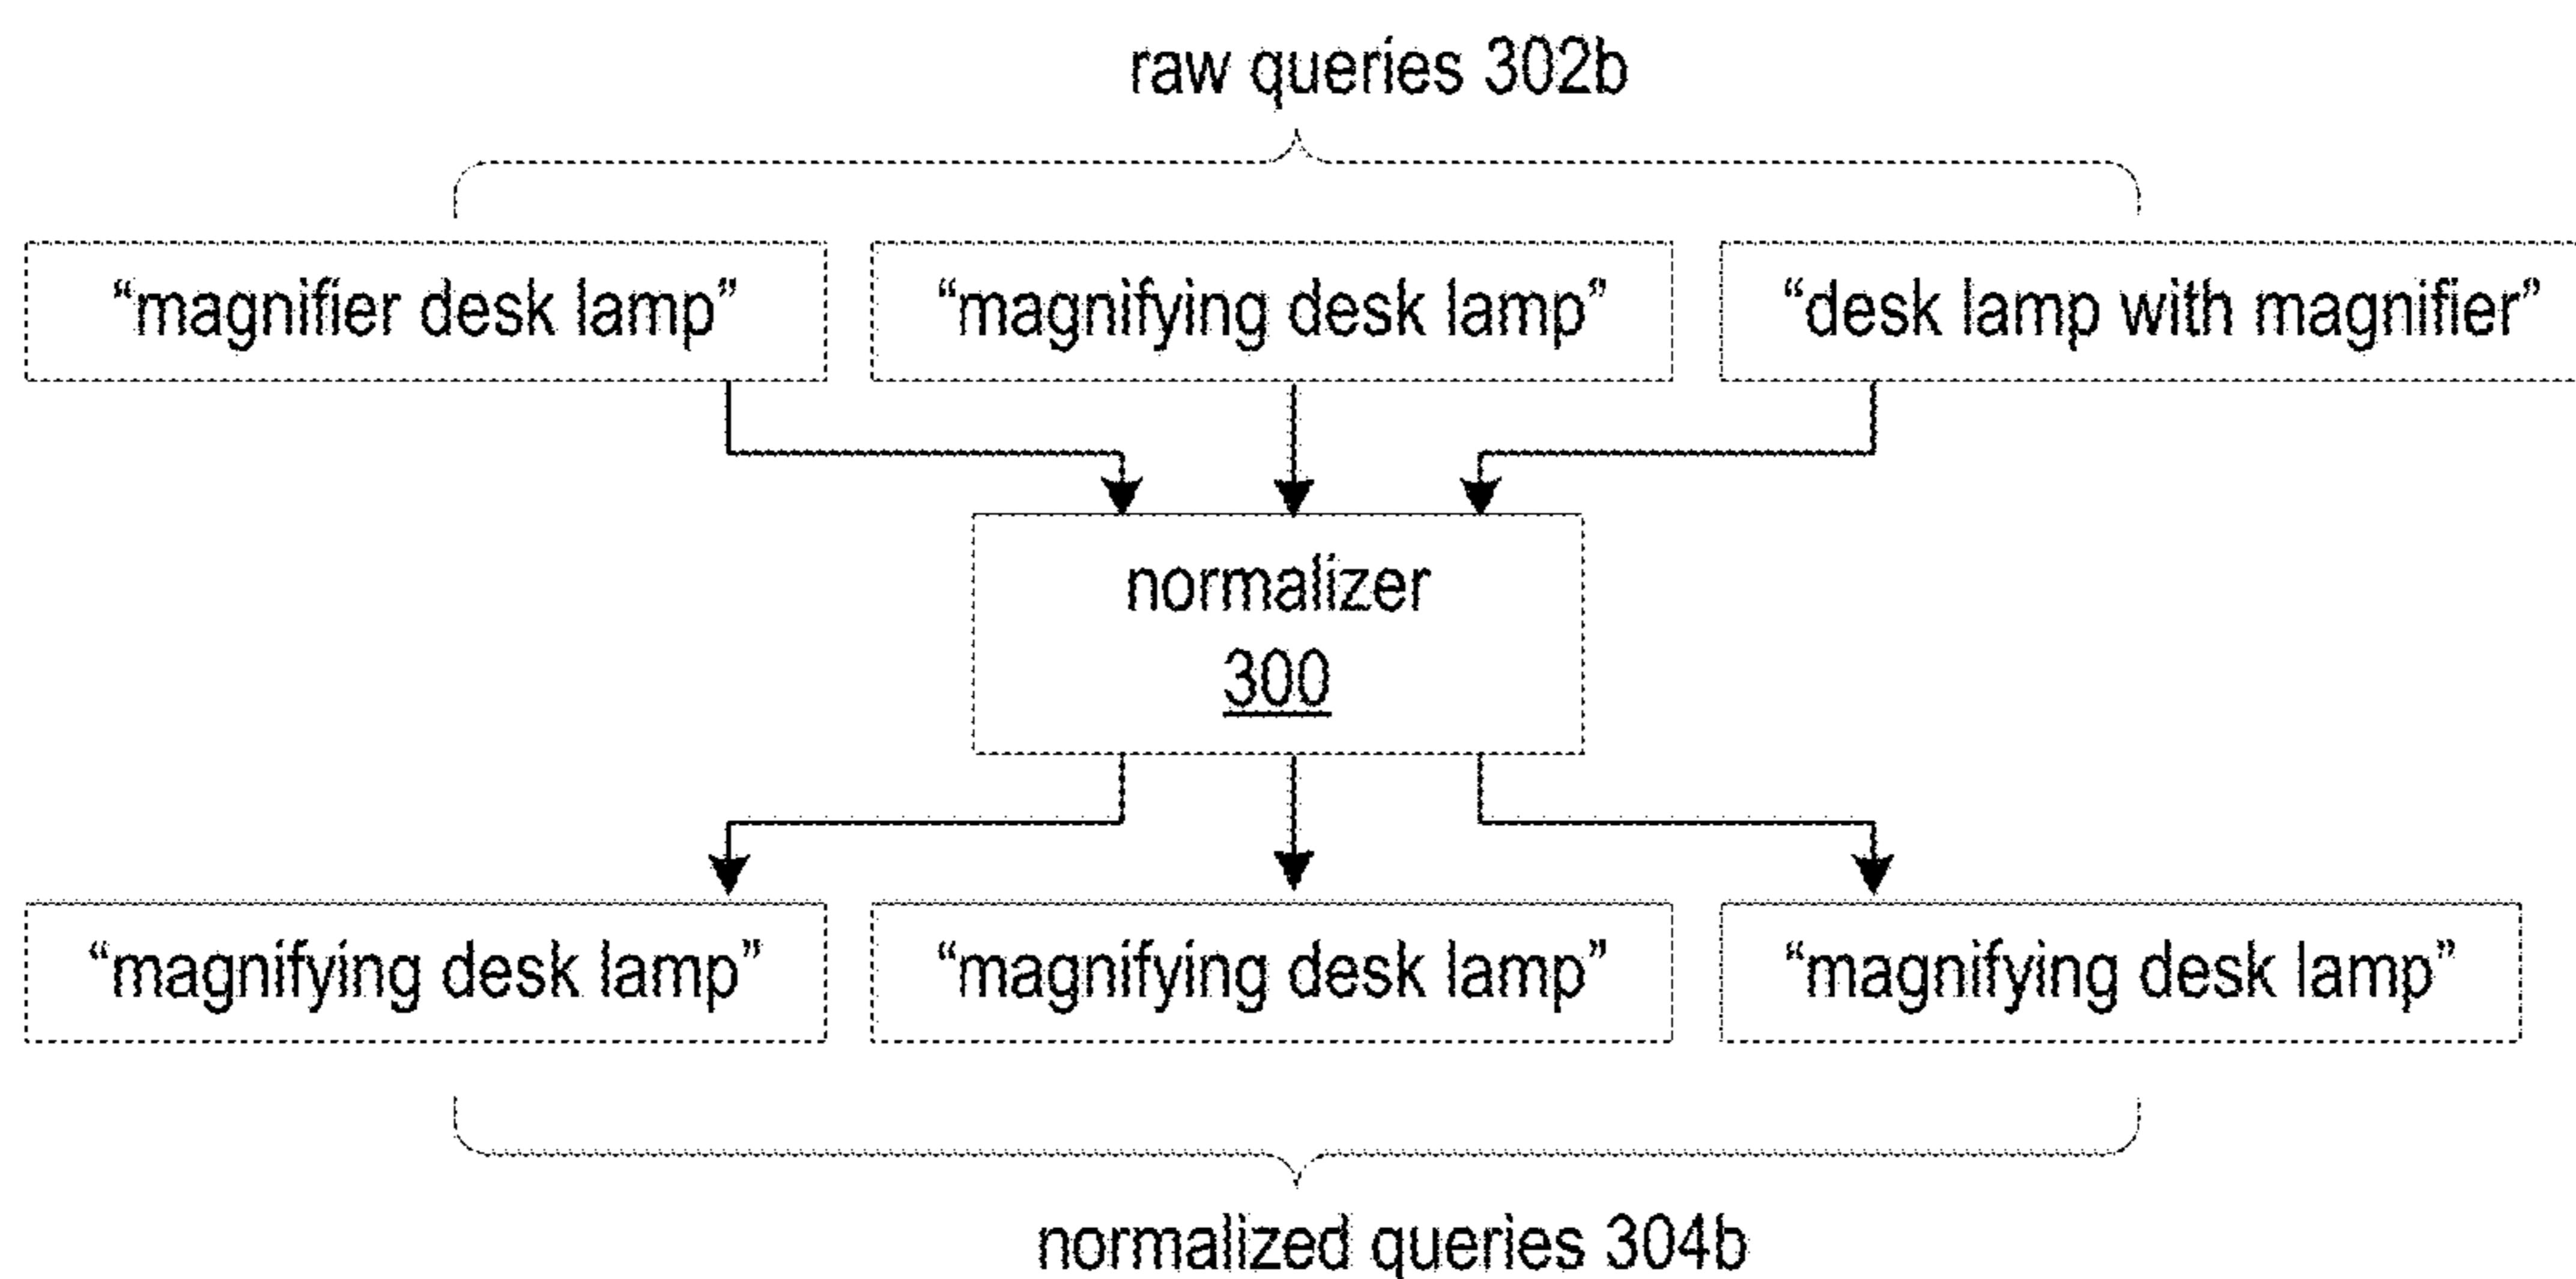 raw queries 302b
“magnifier desk lamp”
“magnifying desk lamp”
“desk lamp with magnifier”
normalizer
300
“magnifying desk lamp”
“magnifying desk lamp”
“magnifying desk lamp”
normalized queries 304b